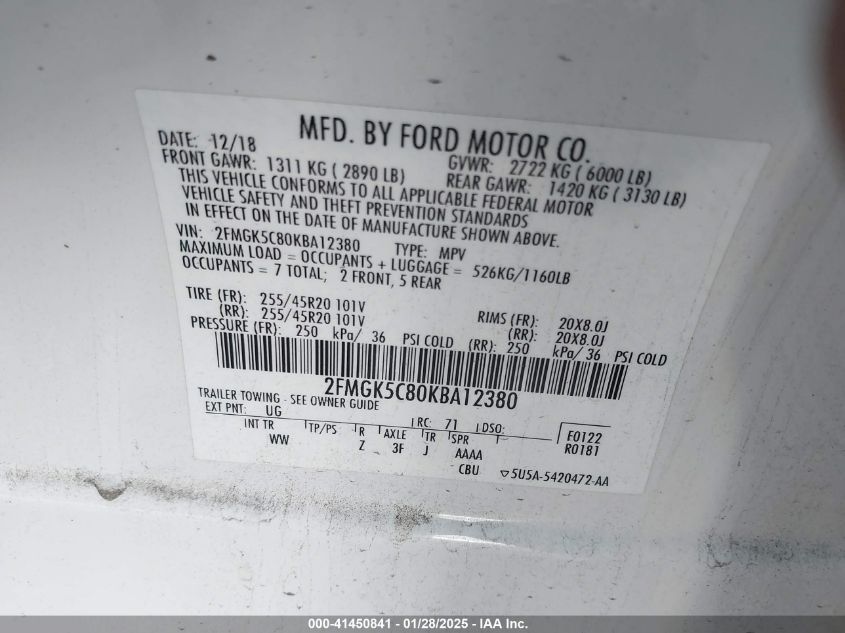 MFD. BY FORD MOTOR CO.
DATE: 12/18 GVWR: 2722 KG ( 6000 LB)
FRONT GAWR: 1311 KG ( 2890 LB) REAR GAWR: 1420 KG ( 3130 LB)
THIS VEHICLE CONFORMS TO ALL APPLICABLE FEDERAL MOTOR
VEHICLE SAFETY AND THEFT PREVENTION STANDARDS
IN EFFECT ON THE DATE OF MANUFACTURE SHOWN ABOVE.
VIN: 2FMGK5C80KBA12380 TYPE: MPV
MAXIMUM LOAD = OCCUPANTS + LUGGAGE = 526KG/1160LB
OCCUPANTS = 7 TOTAL; 2 FRONT, 5 REAR
TIRE (FR): 255/45R20 101V RIMS (FR): 20X8.0J
(RR): 255/45R20 101V (RR): 20X8.0J
PRESSURE (FR): 250 kPa/ 36 PSI COLD (RR): 250 kPa/ 36 PSI COLD
2FMGK5C80KBA12380
TRAILER TOWING - SEE OWNER GUIDE
EXT PNT: UG RC: 71 DSO: F0122
INT TR TP/PS R AXLE TR SPR R0181
WW Z 3F J AAAA
CBU 5U5A-5420472-AA
000-41450841 - 01/28/2025 - IAA Inc.